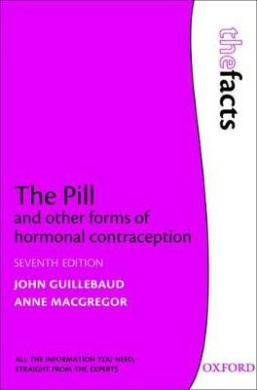 thefacts
The Pill
and other forms of
hormonal contraception
SEVENTH EDITION
JOHN GUILLEBAUD
ANNE MACGREGOR
ALL THE INFORMATION YOU NEED,
STRAIGHT FROM THE EXPERTS
OXFORD